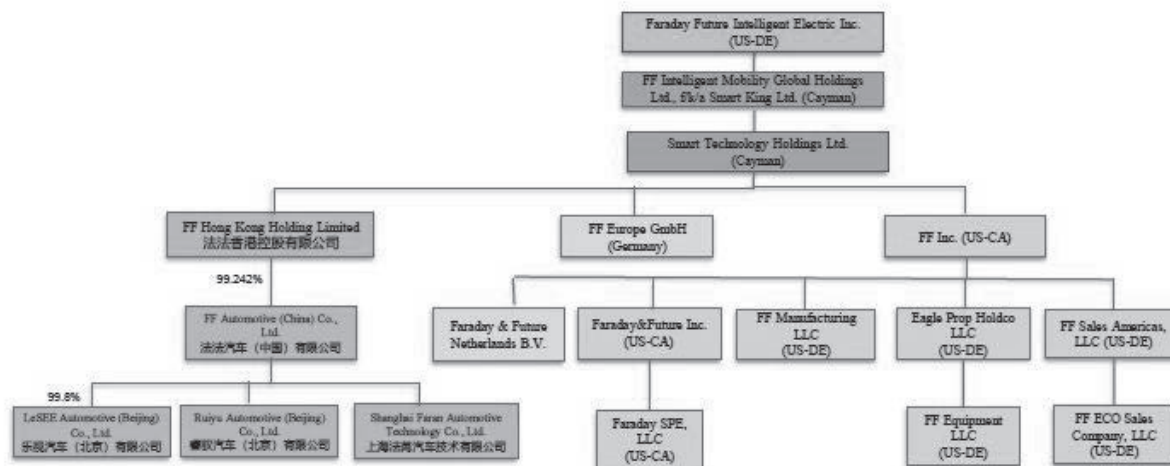 Faraday Future Intelligent Electric Inc.
(US-DE)
FF Intelligent Mobility Global Holdings
Ltd., f/k/a Smart King Ltd. (Cayman)
Smart Technology Holdings Ltd.
(Cayman)
FF Hong Kong Holding Limited
法法香港控股有限公司
FF Europe GmbH
(Germany)
FF Inc. (US-CA)
99.242%
FF Automotive (China) Co.,
Ltd.
法法汽车（中国）有限公司
Faraday & Future
Netherlands B.V.
Faraday&Future Inc.
(US-CA)
FF Manufacturing
LLC
(US-DE)
Eagle Prop Holdco
LLC
(US-DE)
FF Sales Americas,
LLC (US-DE)
99.8%
LeSEE Automotive (Beijing)
Co., Ltd.
乐视汽车（北京）有限公司
Ruiyu Automotive (Beijing)
Co., Ltd.
睿驭汽车（北京）有限公司
Shanghai Faran Automotive
Technology Co., Ltd.
上海法苒汽车技术有限公司
Faraday SPE,
LLC
(US-CA)
FF Equipment
LLC
(US-DE)
FF ECO Sales
Company, LLC
(US-DE)